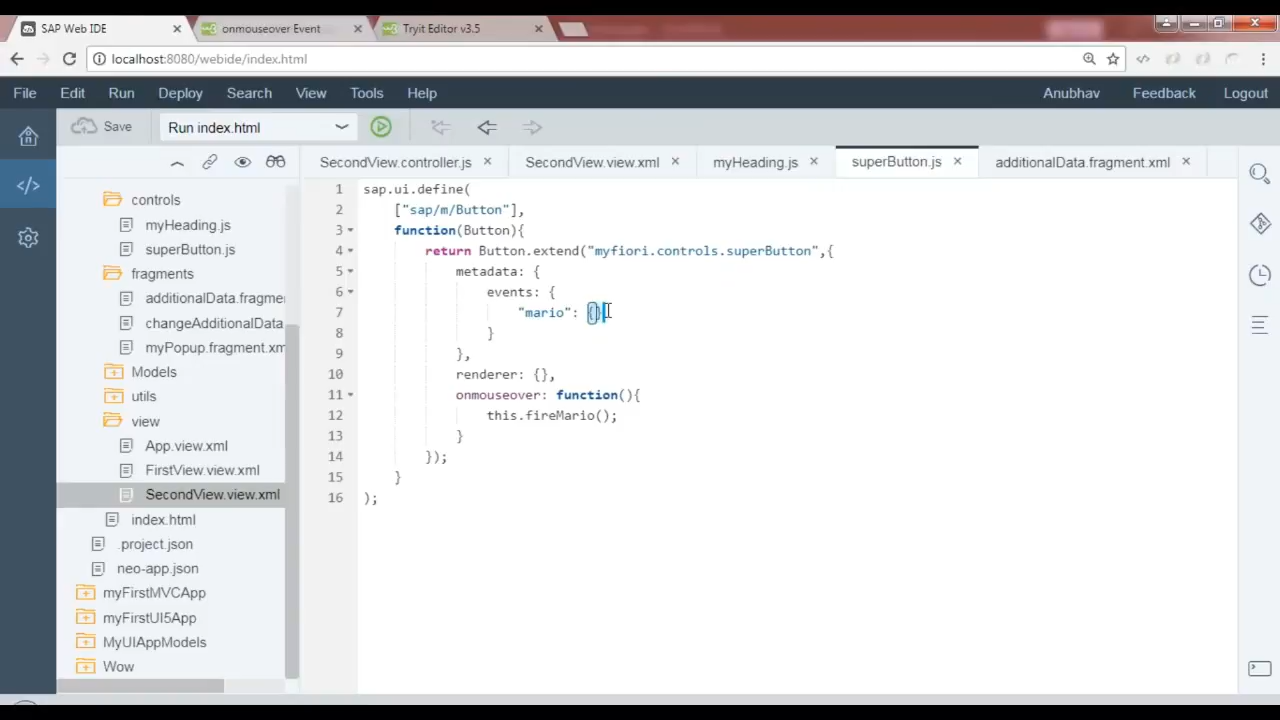 SAP Web IDE
onmouseover Event
Tryit Editor v3.5
localhost:8080/webide/index.html
File Edit Run Deploy Search View Tools Help Anubhav Feedback Logout
Save Run index.html
SecondView.controller.js SecondView.view.xml myHeading.js superButton.js additionalData.fragment.xml
controls
myHeading.js
superButton.js
fragments
additionalData.fragme
changeAdditionalData
myPopup.fragment.xm
Models
utils
view
App.view.xml
FirstView.view.xml
SecondView.view.xml
index.html
.project.json
neo-app.json
myFirstMVCApp
myFirstUI5App
MyUIAppModels
Wow
1 sap.ui.define(
2 ["sap/m/Button"],
3 function(Button){
4 return Button.extend("myfiori.controls.superButton",{
5 metadata: {
6 events: {
7 "mario": {}
8 }
9 },
10 renderer: {},
11 onmouseover: function(){
12 this.fireMario();
13 }
14 });
15 }
16 );